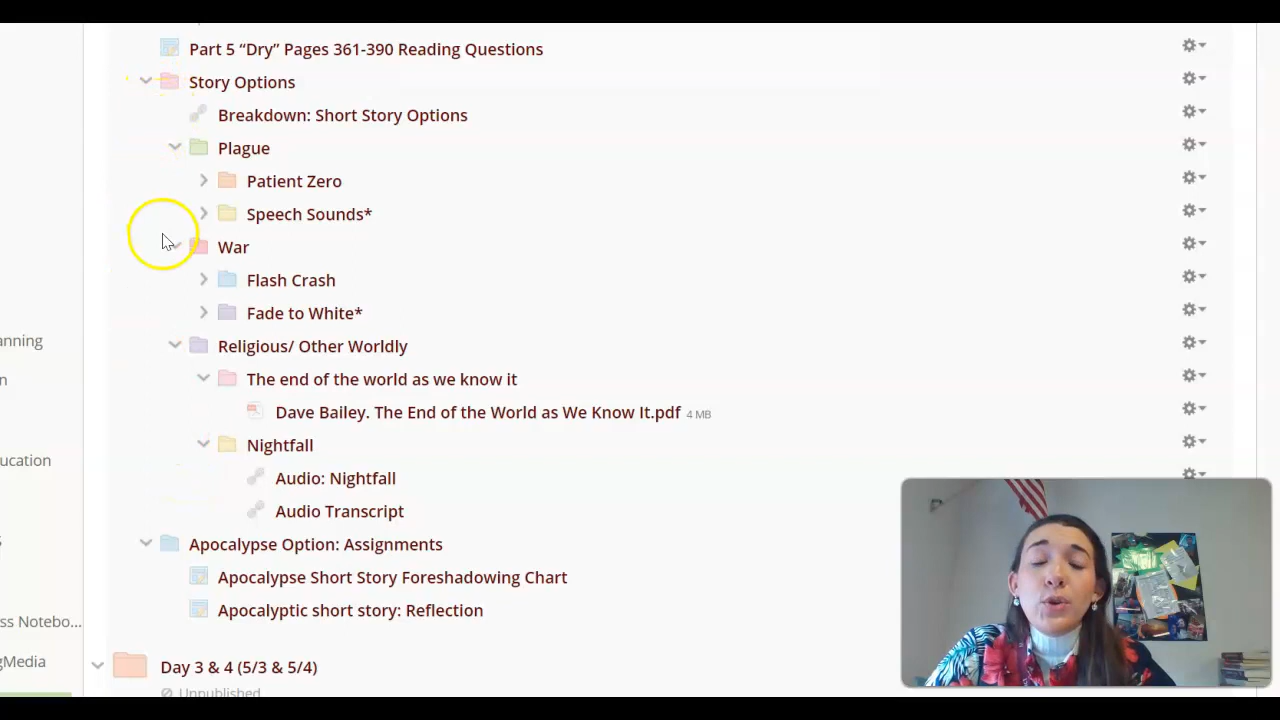 Part 5 “Dry” Pages 361-390 Reading Questions
Story Options
Breakdown: Short Story Options
Plague
Patient Zero
Speech Sounds*
War
Flash Crash
Fade to White*
anning
Religious/ Other Worldly
n
The end of the world as we know it
Dave Bailey. The End of the World as We Know It.pdf 4 MB
Nightfall
ucation
Audio: Nightfall
Audio Transcript
Apocalypse Option: Assignments
Apocalypse Short Story Foreshadowing Chart
Apocalyptic short story: Reflection
ss Notebo...
gMedia
Day 3 & 4 (5/3 & 5/4)
Unpublished